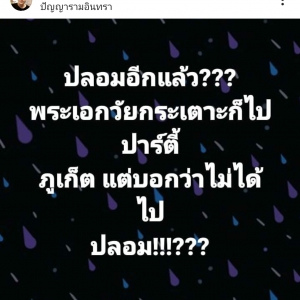 ปัญญารามอินทรา
ปลอมอีกแล้ว???
พระเอกวัยกระเตาะก็ไป
ปาร์ตี้
ภูเก็ต แต่บอกว่าไม่ได้
ไป
ปลอม!!!???